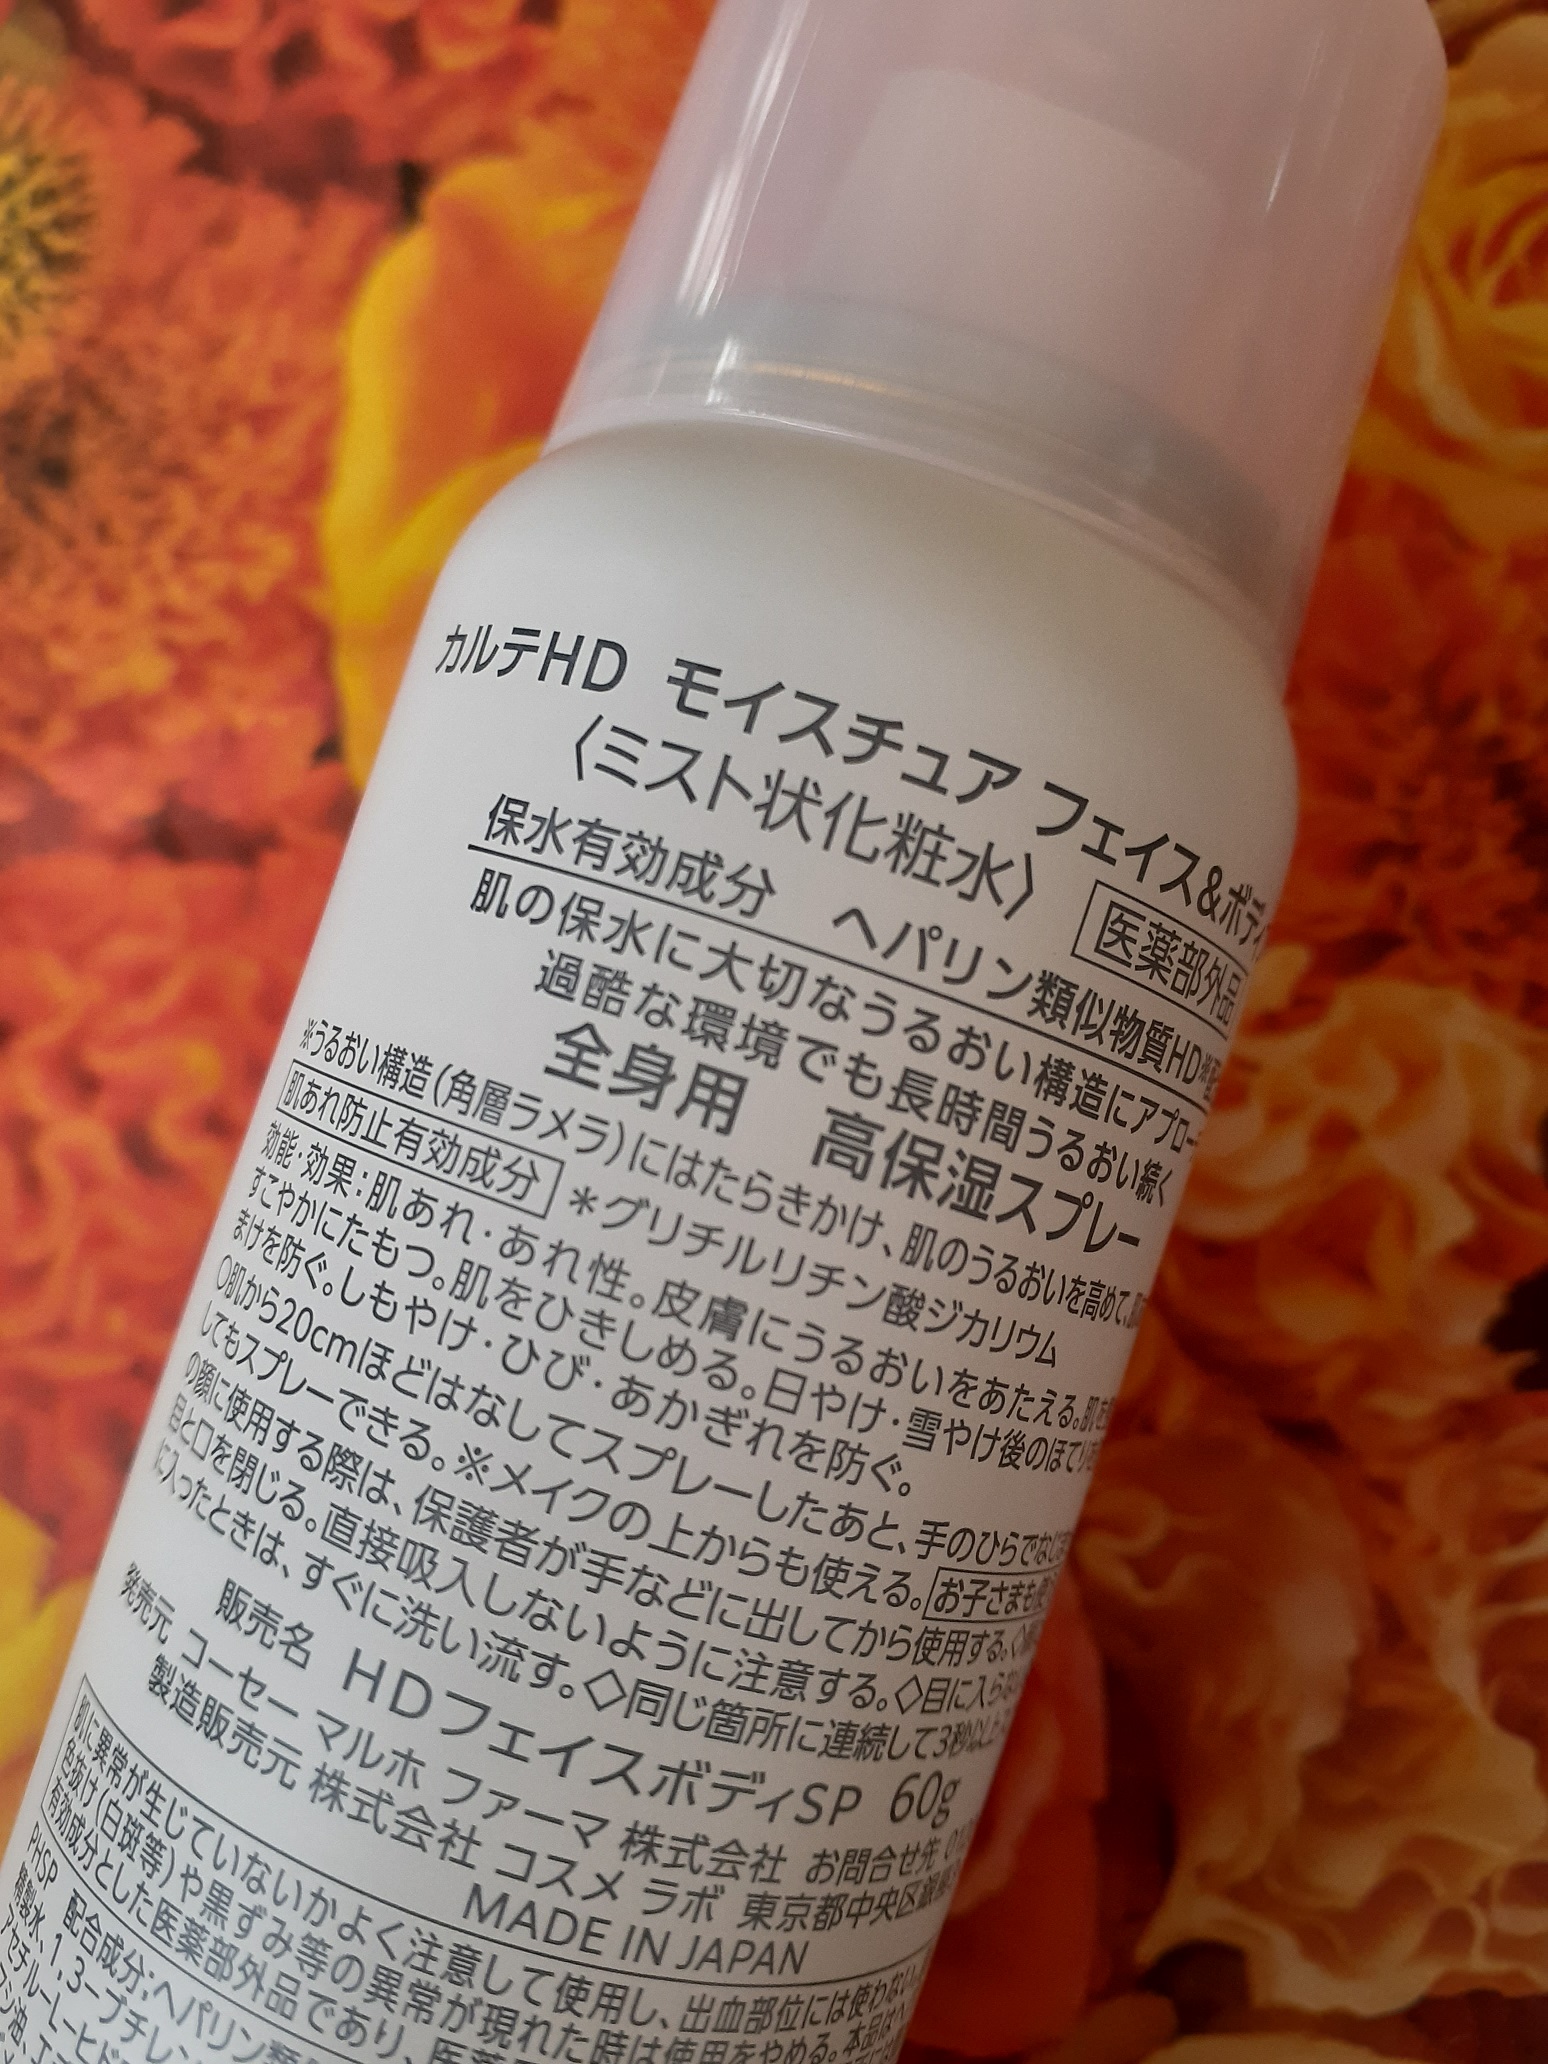 カルテHD モイスチュア フェイス&ボディ
〈ミスト状化粧水〉 医薬部外品
保水有効成分 ヘパリン類似物質HD※配
肌の保水に大切なうるおい構造にアプロー
過酷な環境でも長時間うるおい続く
全身用 高保湿スプレー
※うるおい構造(角層ラメラ)にはたらきかけ、肌のうるおいを高めて、
肌あれ防止有効成分 *グリチルリチン酸ジカリウム
効能・効果:肌あれ・あれ性。皮膚にうるおいをあたえる。肌を
すこやかにたもつ。肌をひきしめる。日やけ・雪やけ後のほてりを
まけを防ぐ。しもやけ・ひび・あかぎれを防ぐ。
○肌から20cmほどはなしてスプレーしたあと、手のひらでなじ
してもスプレーできる。※メイクの上からも使える。お子さまも使
の顔に使用する際は、保護者が手などに出してから使用する。◇
目と口を閉じる。直接吸入しないように注意する。◇目に入らな
に入ったときは、すぐに洗い流す。◇同じ箇所に連続して3秒以上
販売名 HDフェイスボディSP 60g
発売元 コーセー マルホ ファーマ 株式会社 お問合せ先
製造販売元 株式会社 コスメ ラボ 東京都中央区銀座
MADE IN JAPAN
肌に異常が生じていないかよく注意して使用し、出血部位には使わない。
色抜け(白斑等)や黒ずみ等の異常が現れた時は使用をやめる。本品は
有効成分とした医薬部外品であり、医薬
PHSP 配合成分:ヘパリン類
精製水、1,3-ブチレン
アセチル-L-ヒド